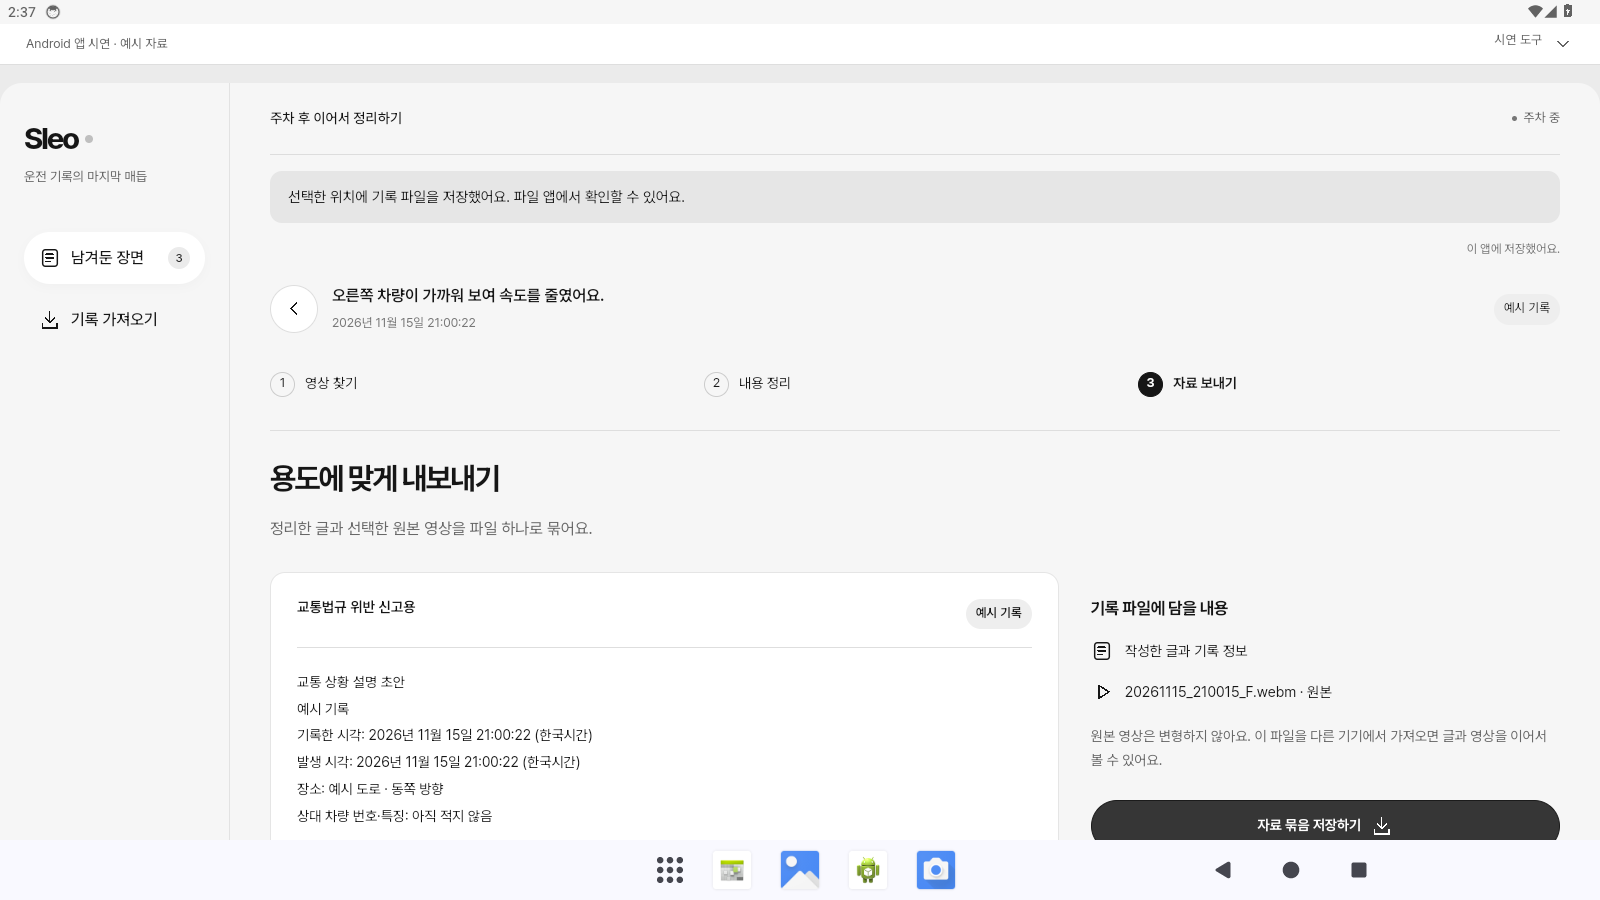 2:37
Android 앱 시연 · 예시 자료
시연 도구
Sleo
운전 기록의 마지막 매듭
남겨둔 장면 3
기록 가져오기
주차 후 이어서 정리하기
주차 중
선택한 위치에 기록 파일을 저장했어요. 파일 앱에서 확인할 수 있어요.
이 앱에 저장했어요.
오른쪽 차량이 가까워 보여 속도를 줄였어요.
2026년 11월 15일 21:00:22
예시 기록
1 영상 찾기
2 내용 정리
3 자료 보내기
용도에 맞게 내보내기
정리한 글과 선택한 원본 영상을 파일 하나로 묶어요.
교통법규 위반 신고용
예시 기록
교통 상황 설명 초안
예시 기록
기록한 시각: 2026년 11월 15일 21:00:22 (한국시간)
발생 시각: 2026년 11월 15일 21:00:22 (한국시간)
장소: 예시 도로 · 동쪽 방향
상대 차량 번호·특징: 아직 적지 않음
기록 파일에 담을 내용
작성한 글과 기록 정보
20261115_210015_F.webm · 원본
원본 영상은 변형하지 않아요. 이 파일을 다른 기기에서 가져오면 글과 영상을 이어서
볼 수 있어요.
자료 묶음 저장하기